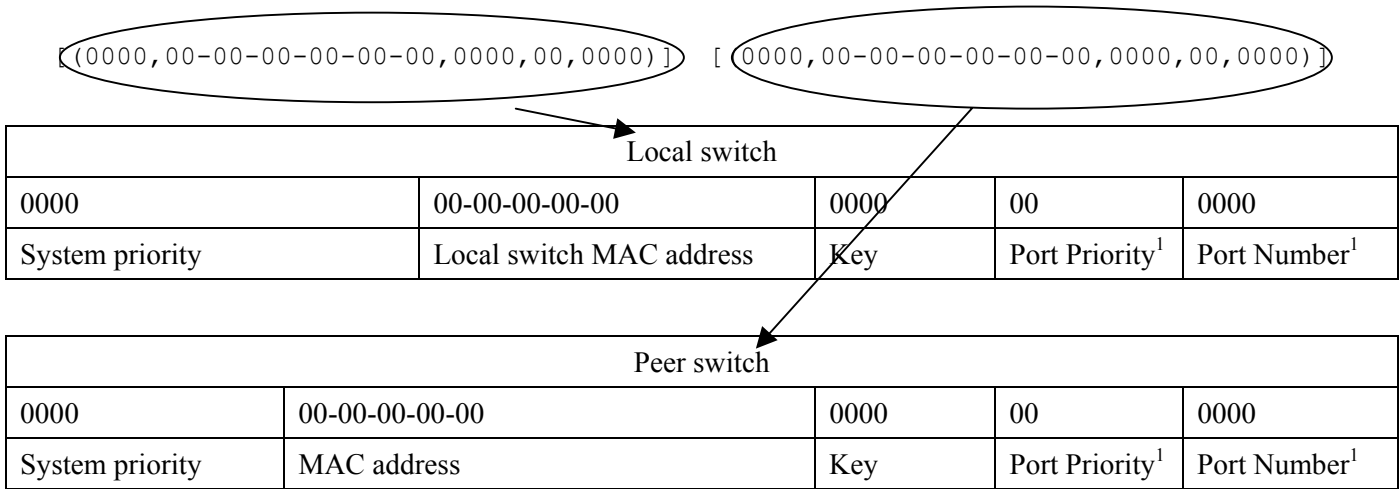 [(0000,00-00-00-00-00-00,0000,00,0000)] [(0000,00-00-00-00-00-00,0000,00,0000)]
Local switch
0000 00-00-00-00-00 0000 00 0000
System priority Local switch MAC address Key Port Priority1 Port Number1
Peer switch
0000 00-00-00-00-00 0000 00 0000
System priority MAC address Key Port Priority1 Port Number1